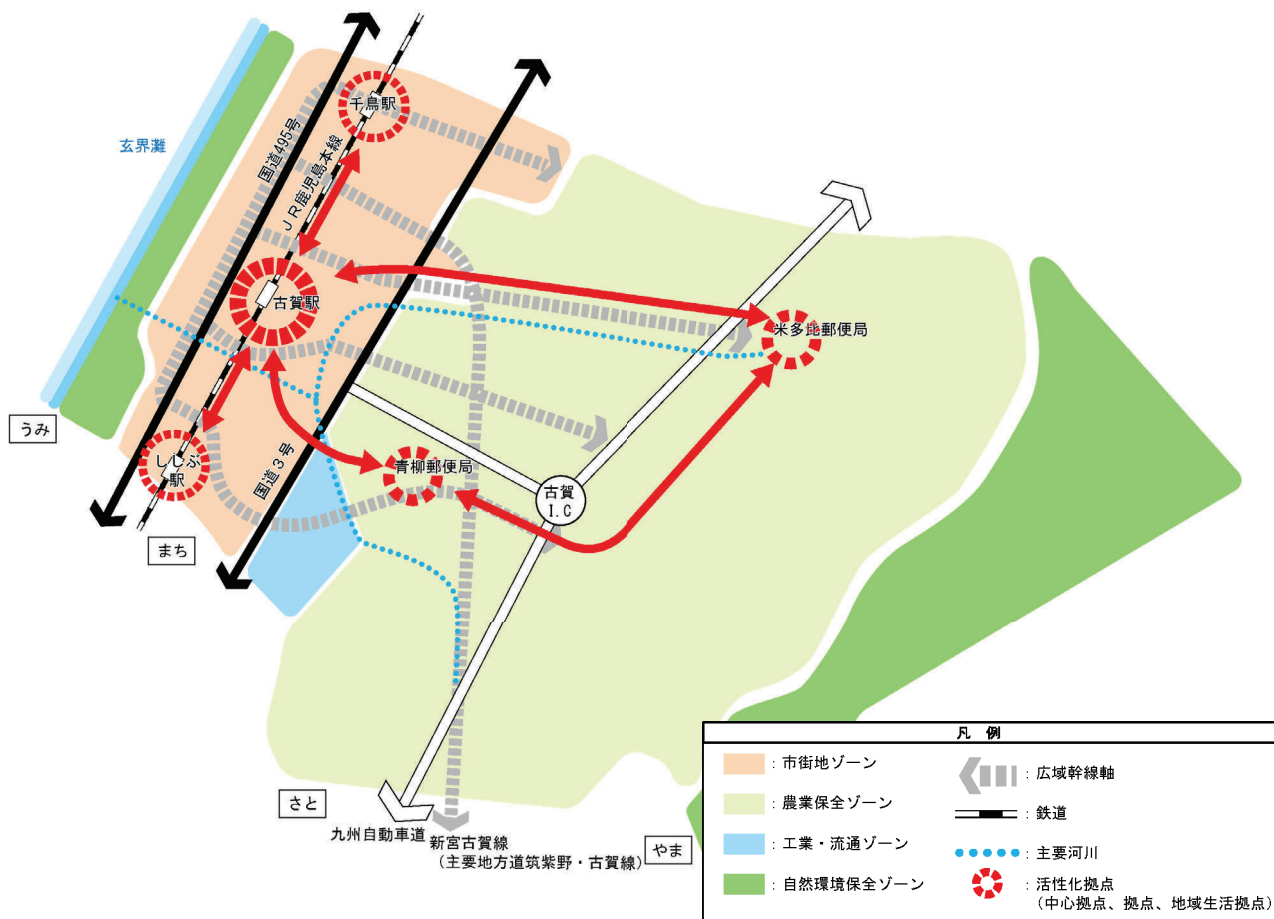 千鳥駅
国道495号
JR鹿児島本線
玄界灘
古賀駅
米多比郵便局
うみ
ししぶ
駅
国道3号
青柳郵便局
古賀
I.C
まち
さと
九州自動車道
新宮古賀線
(主要地方道筑紫野・古賀線)
やま
凡 例
:市街地ゾーン
:農業保全ゾーン
:工業・流通ゾーン
:自然環境保全ゾーン
:広域幹線軸
:鉄道
:主要河川
:活性化拠点
(中心拠点、拠点、地域生活拠点)